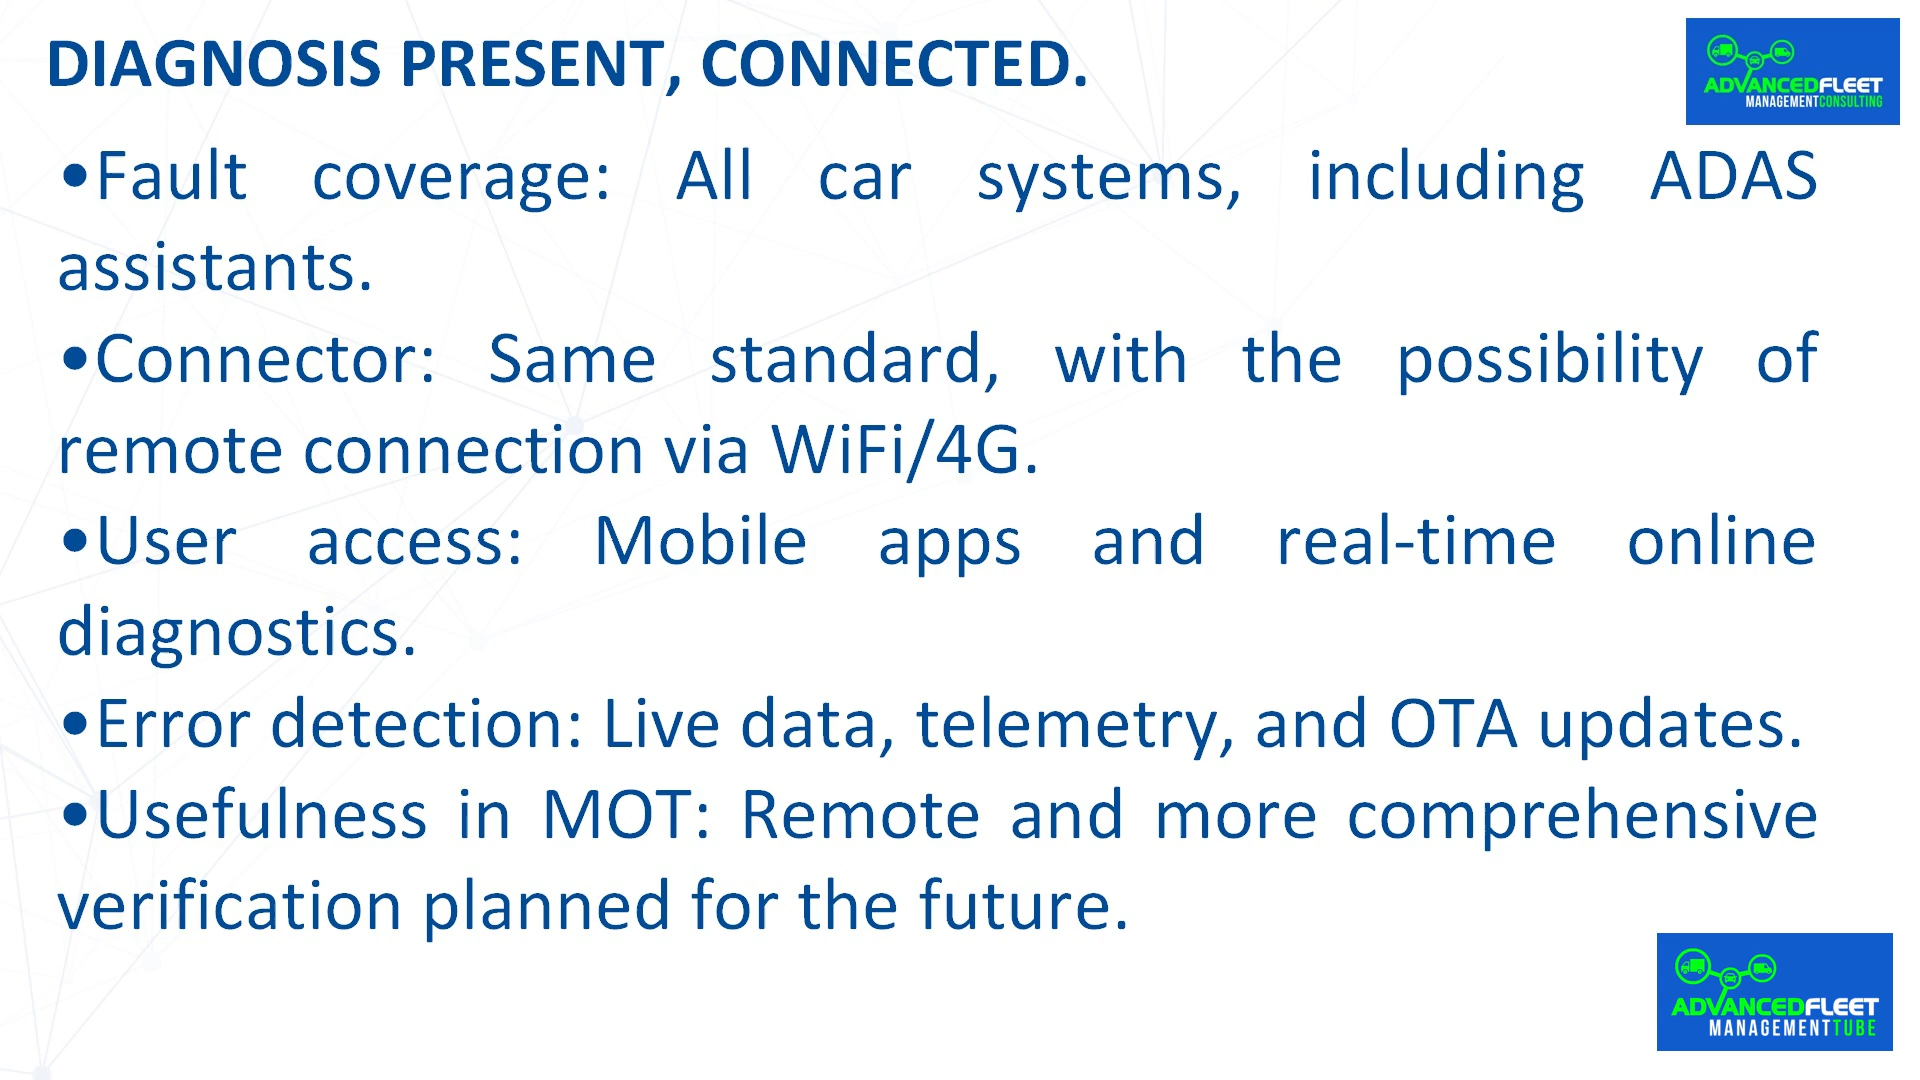 DIAGNOSIS PRESENT, CONNECTED.
ADVANCEDFLEET
MANAGEMENTCONSULTING
•Fault coverage: All car systems, including ADAS
assistants.
•Connector: Same standard, with the possibility of
remote connection via WiFi/4G.
•User access: Mobile apps and real-time online
diagnostics.
•Error detection: Live data, telemetry, and OTA updates.
•Usefulness in MOT: Remote and more comprehensive
verification planned for the future.
ADVANCEDFLEET
MANAGEMENTTUBE